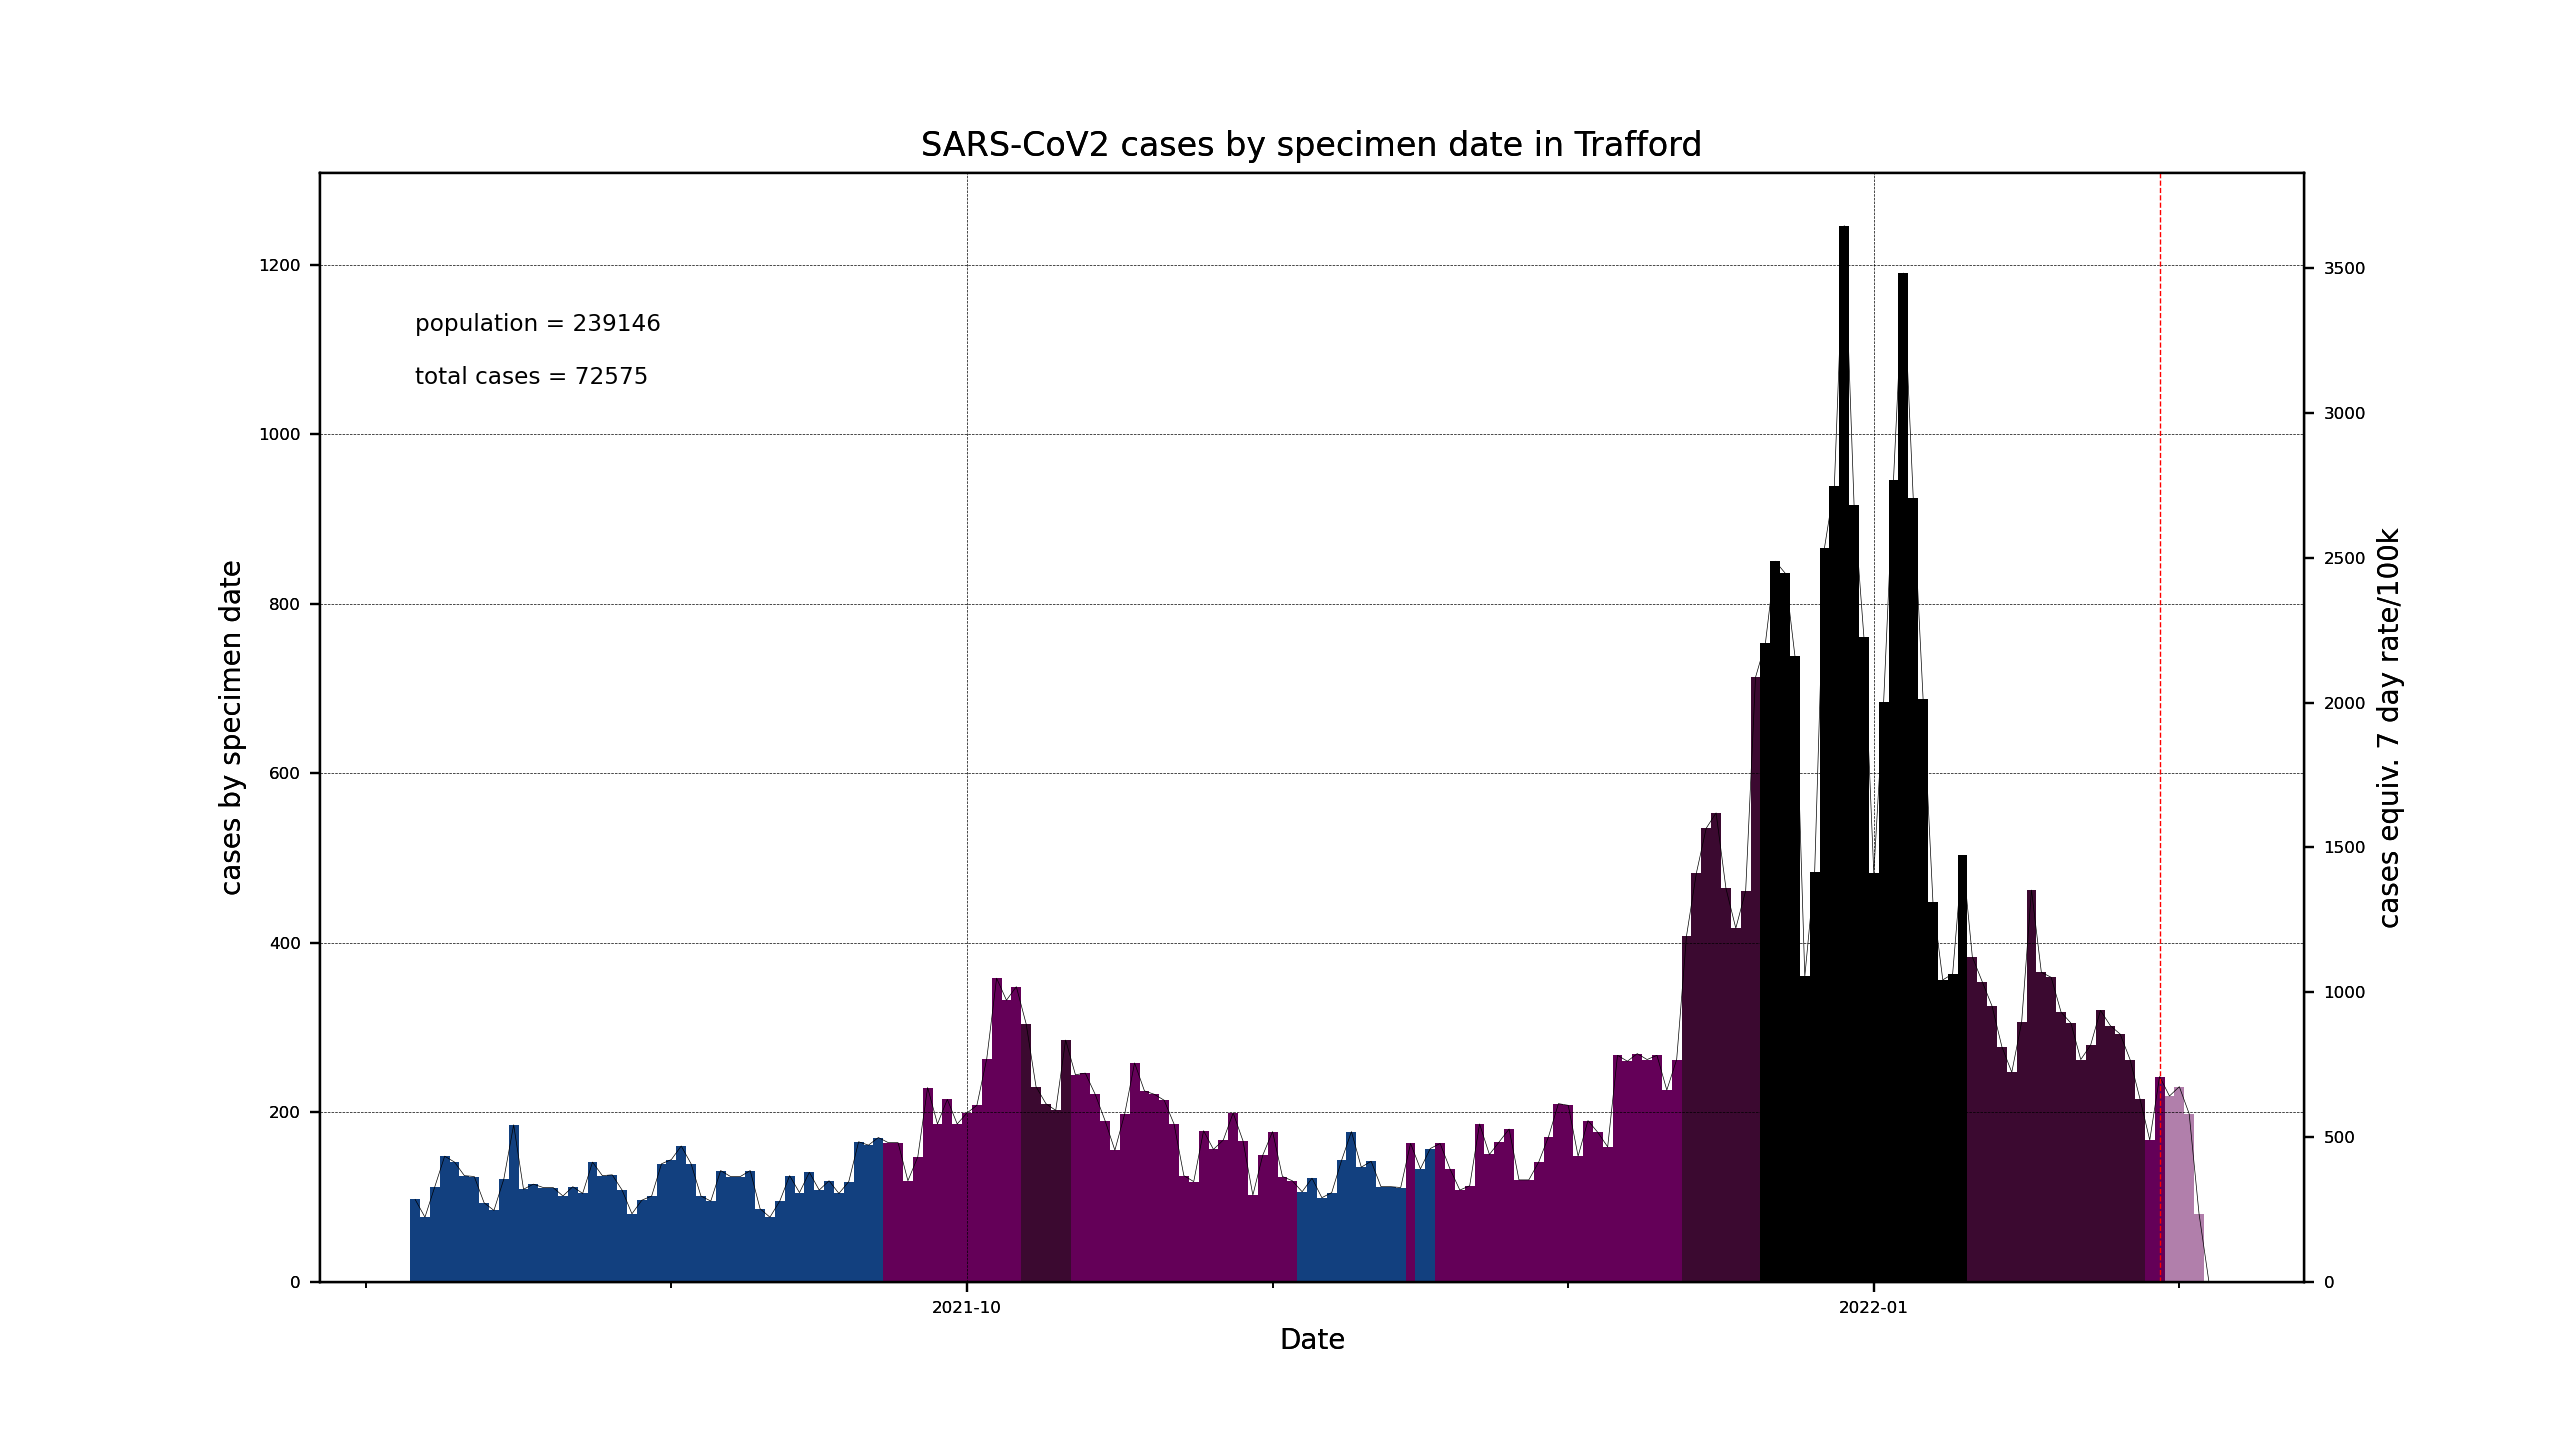 SARS-CoV2 cases by specimen date in Trafford
population = 239146
total cases = 72575
cases by specimen date
1200
1000
800
600
400
200
0
3500
3000
2500
2000
1500
1000
500
0
cases equiv. 7 day rate/100k
2021-10
2022-01
Date